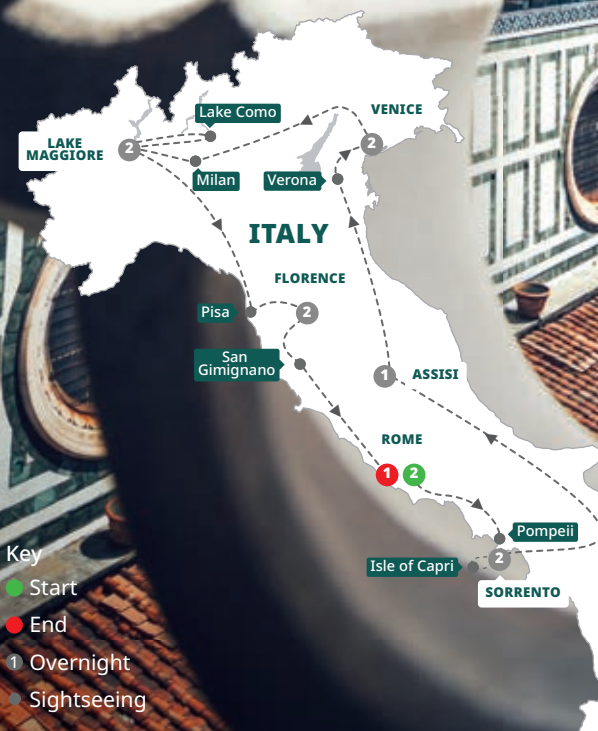 Lake Como
VENICE
LAKE
MAGGIORE
2
2
Milan
Verona
ITALY
FLORENCE
Pisa
2
San
Gimignano
1
ASSISI
ROME
1
2
Pompeii
Isle of Capri
2
SORRENTO
Key
Start
End
1 Overnight
Sightseeing